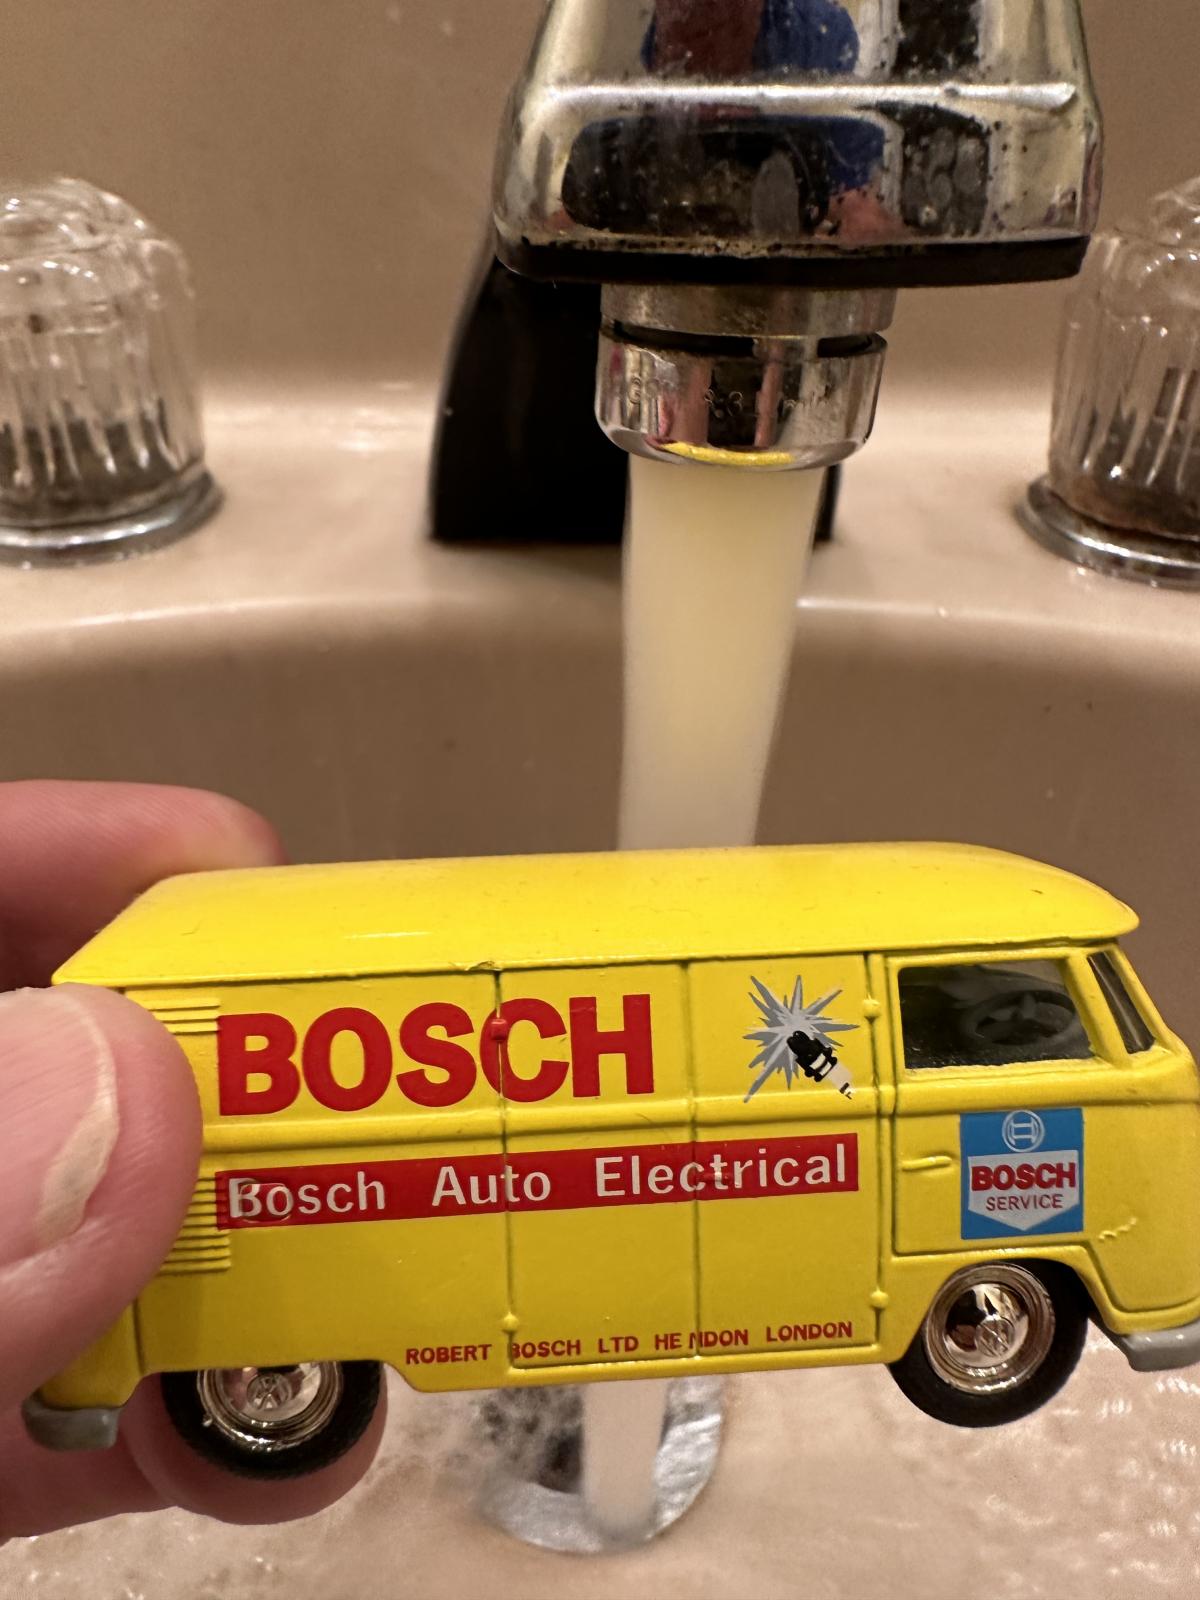 BOSCH
Bosch Auto Electrical
BOSCH
SERVICE
ROBERT BOSCH LTD HENDON LONDON